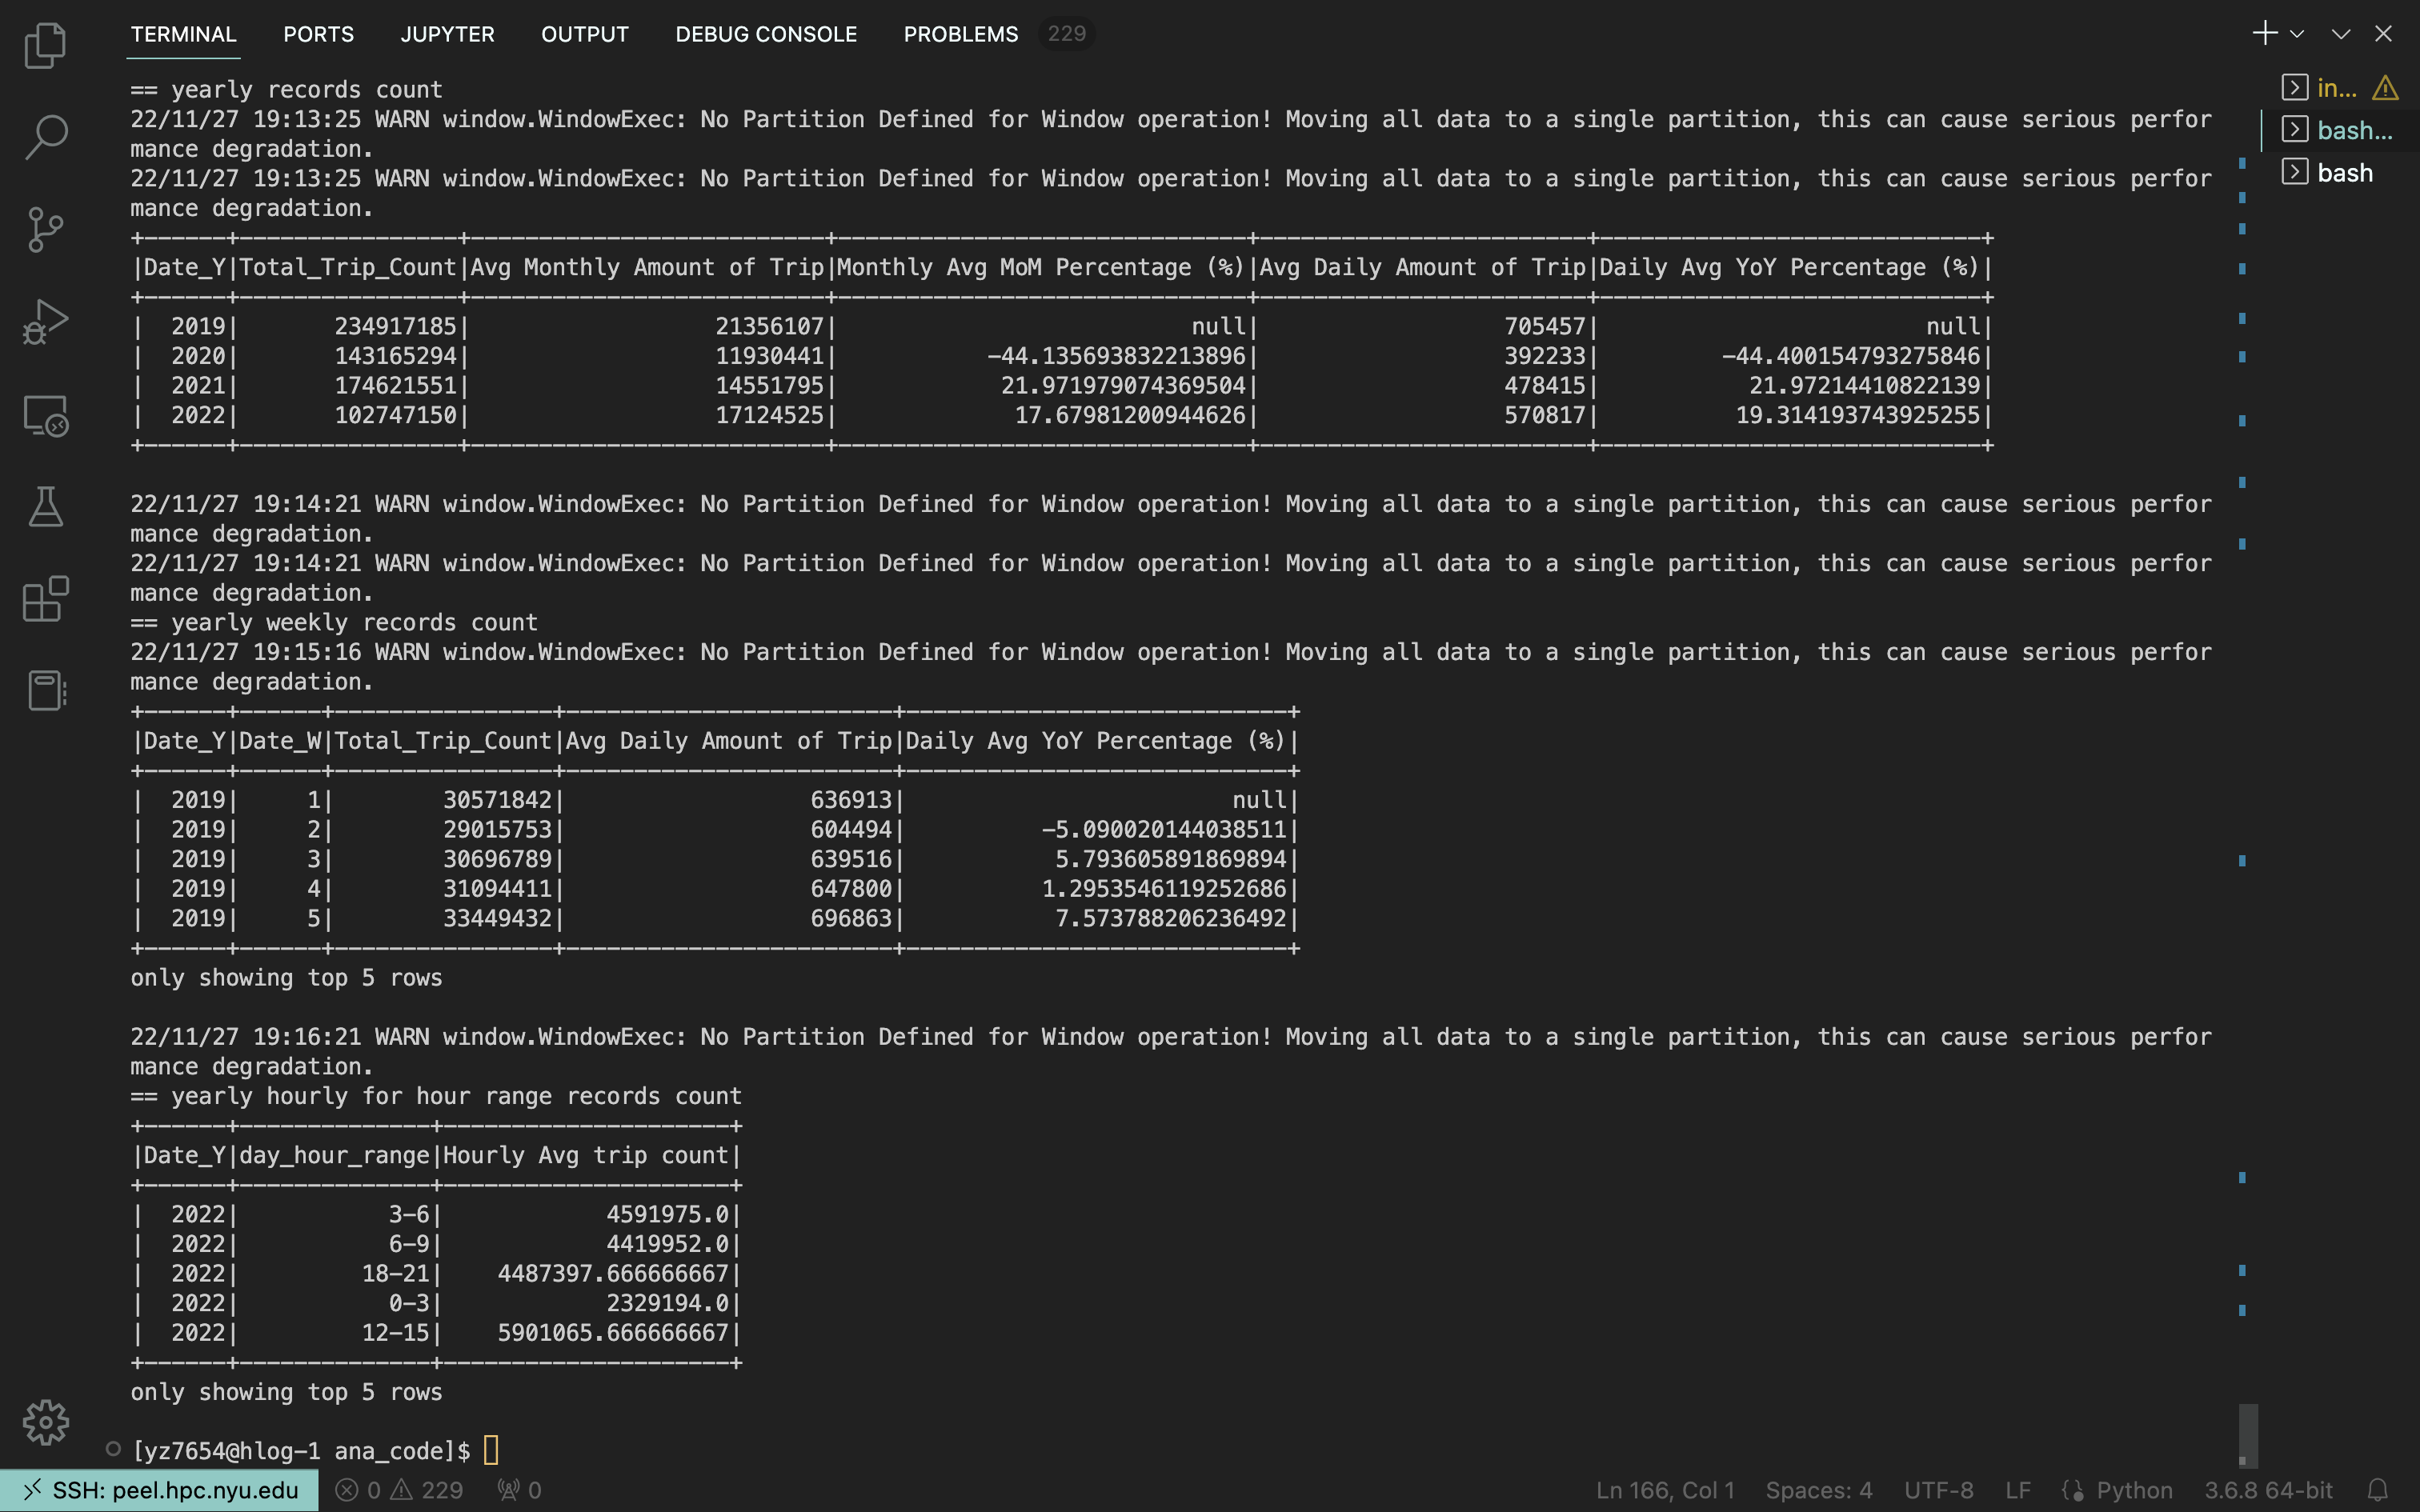 TERMINAL PORTS JUPYTER OUTPUT DEBUG CONSOLE PROBLEMS 229
in...
bash...
bash
== yearly records count
22/11/27 19:13:25 WARN window.WindowExec: No Partition Defined for Window operation! Moving all data to a single partition, this can cause serious perfor
mance degradation.
22/11/27 19:13:25 WARN window.WindowExec: No Partition Defined for Window operation! Moving all data to a single partition, this can cause serious perfor
mance degradation.
+------+----------------+--------------------------+------------------------------+------------------------+----------------------------+
|Date_Y|Total_Trip_Count|Avg Monthly Amount of Trip|Monthly Avg MoM Percentage (%)|Avg Daily Amount of Trip|Daily Avg YoY Percentage (%)|
+------+----------------+--------------------------+------------------------------+------------------------+----------------------------+
|  2019|       234917185|                  21356107|                          null|                  705457|                        null|
|  2020|       143165294|                  11930441|           -44.135693832213896|                  392233|         -44.400154793275846|
|  2021|       174621551|                  14551795|            21.971979074369504|                  478415|           21.97214410822139|
|  2022|       102747150|                  17124525|             17.67981200944626|                  570817|          19.314193743925255|
+------+----------------+--------------------------+------------------------------+------------------------+----------------------------+
22/11/27 19:14:21 WARN window.WindowExec: No Partition Defined for Window operation! Moving all data to a single partition, this can cause serious perfor
mance degradation.
22/11/27 19:14:21 WARN window.WindowExec: No Partition Defined for Window operation! Moving all data to a single partition, this can cause serious perfor
mance degradation.
== yearly weekly records count
22/11/27 19:15:16 WARN window.WindowExec: No Partition Defined for Window operation! Moving all data to a single partition, this can cause serious perfor
mance degradation.
+------+------+----------------+------------------------+----------------------------+
|Date_Y|Date_W|Total_Trip_Count|Avg Daily Amount of Trip|Daily Avg YoY Percentage (%)|
+------+------+----------------+------------------------+----------------------------+
|  2019|     1|        30571842|                  636913|                        null|
|  2019|     2|        29015753|                  604494|          -5.090020144038511|
|  2019|     3|        30696789|                  639516|           5.793605891869894|
|  2019|     4|        31094411|                  647800|          1.2953546119252686|
|  2019|     5|        33449432|                  696863|           7.573788206236492|
+------+------+----------------+------------------------+----------------------------+
only showing top 5 rows
22/11/27 19:16:21 WARN window.WindowExec: No Partition Defined for Window operation! Moving all data to a single partition, this can cause serious perfor
mance degradation.
== yearly hourly for hour range records count
+------+--------------+---------------------+
|Date_Y|day_hour_range|Hourly Avg trip count|
+------+--------------+---------------------+
|  2022|           3-6|            4591975.0|
|  2022|           6-9|            4419952.0|
|  2022|         18-21|    4487397.666666667|
|  2022|           0-3|            2329194.0|
|  2022|         12-15|    5901065.666666667|
+------+--------------+---------------------+
only showing top 5 rows
[yz7654@hlog-1 ana_code]$
SSH: peel.hpc.nyu.edu 0 229 0 Ln 166, Col 1 Spaces: 4 UTF-8 LF Python 3.6.8 64-bit